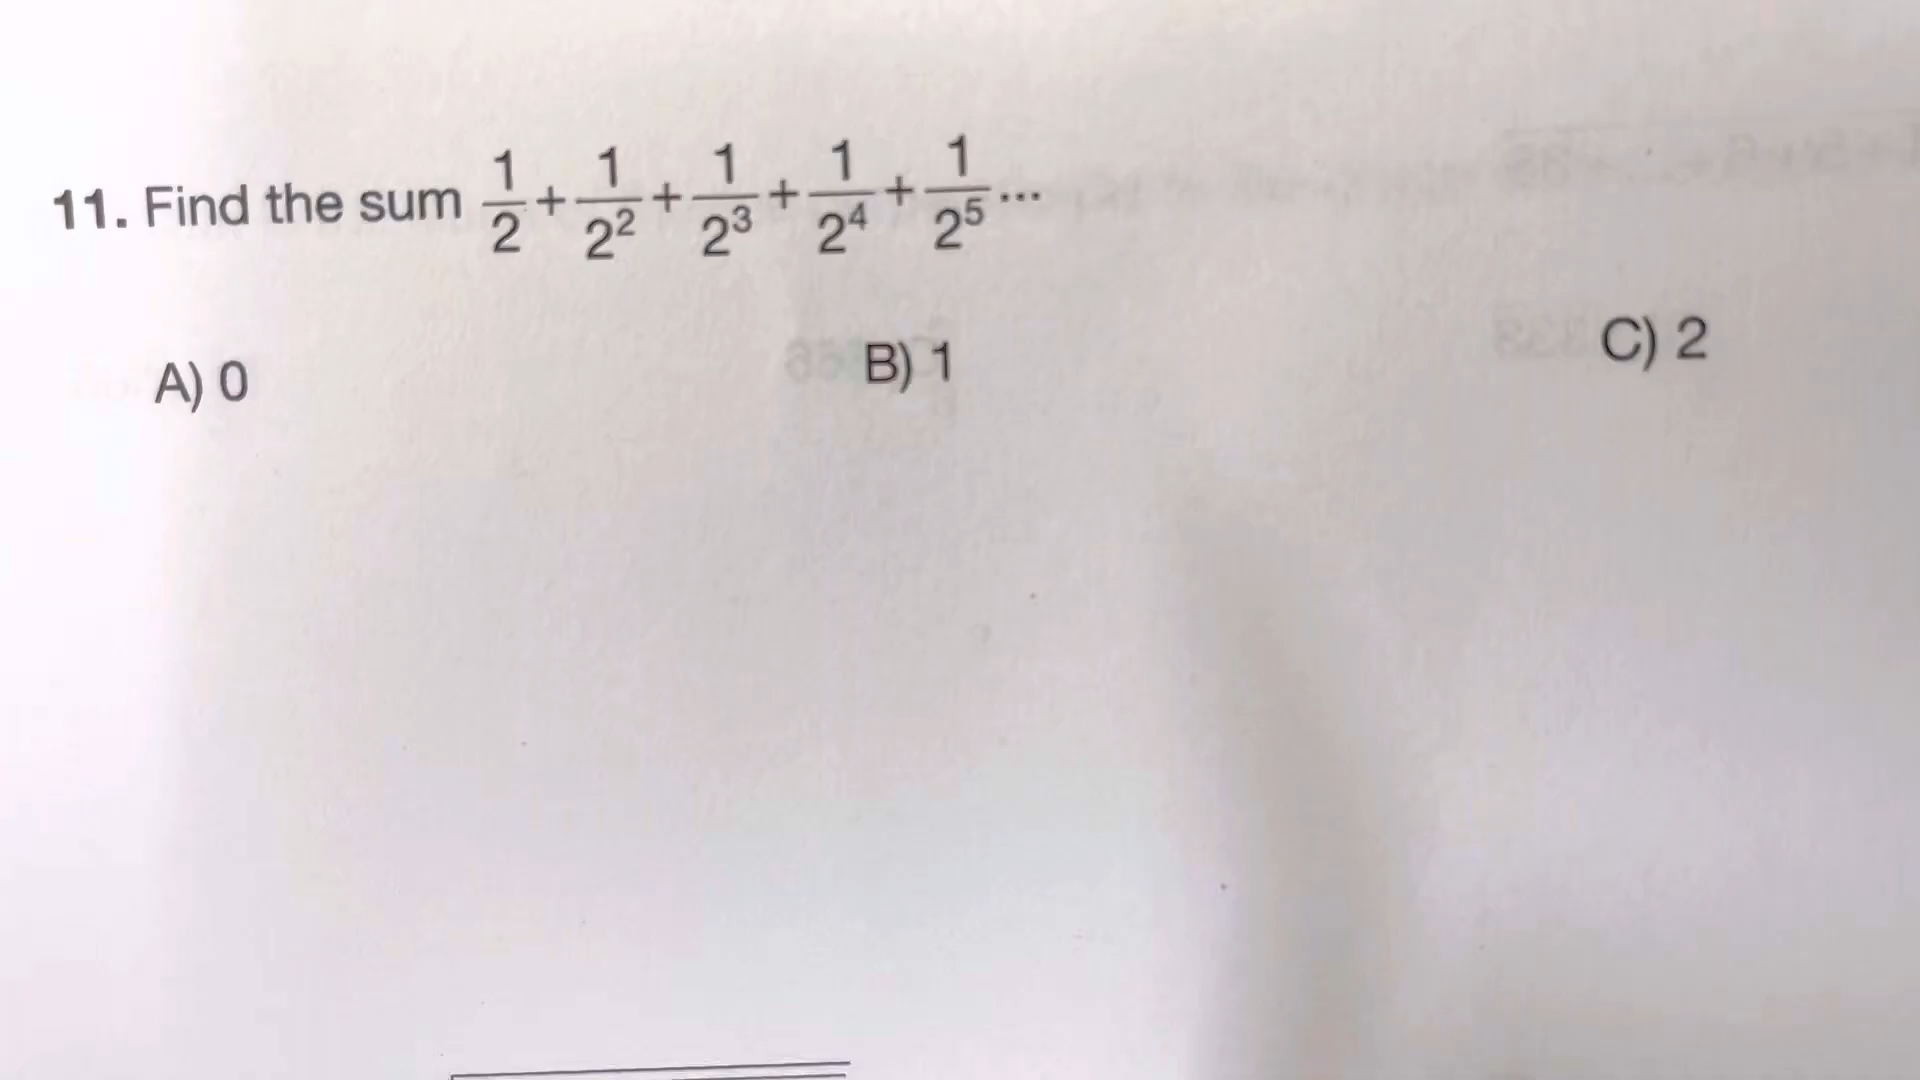 11. Find the sum 1/2 + 1/2² + 1/2³ + 1/2⁴ + 1/2⁵ ...
A) 0 B) 1 C) 2